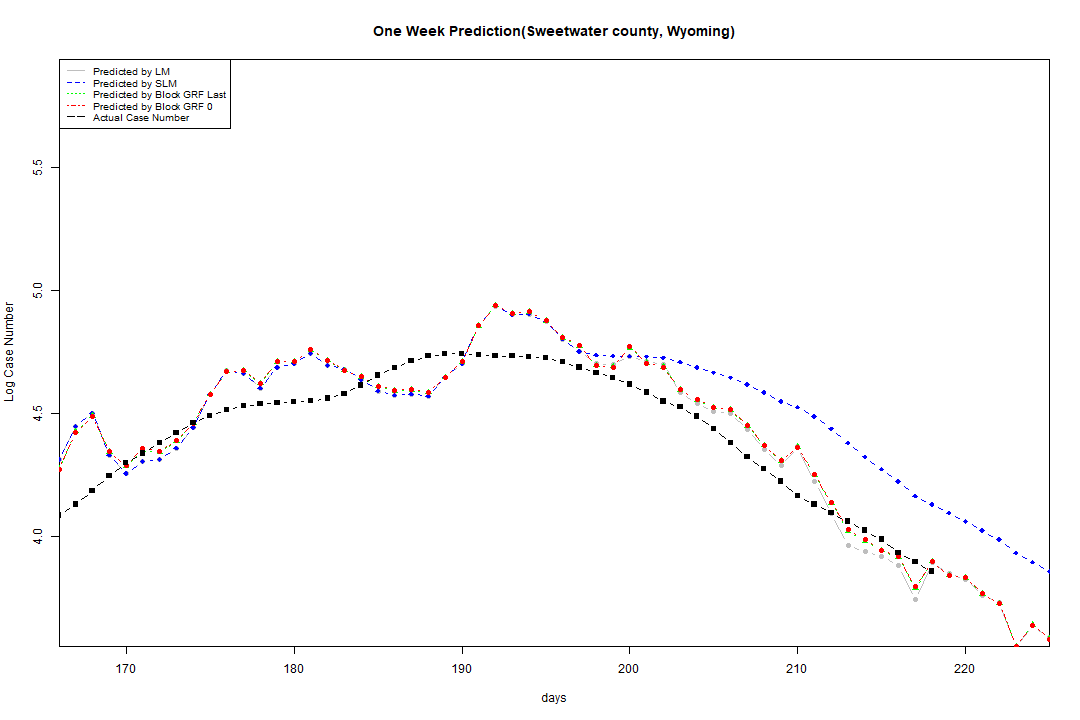 One Week Prediction(Sweetwater county, Wyoming)
Predicted by LM
Predicted by SLM
Predicted by Block GRF Last
Predicted by Block GRF 0
Actual Case Number
5.5
5.0
4.5
4.0
Log Case Number
170 180 190 200 210 220
days